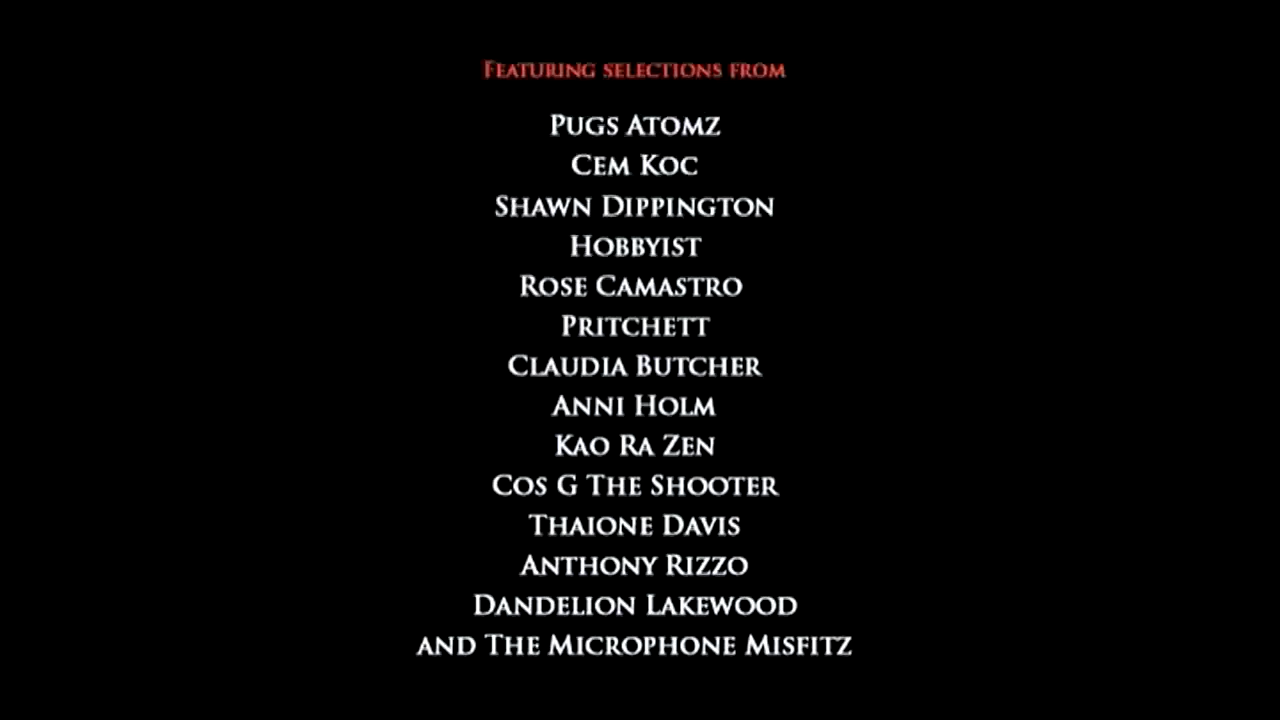 Featuring selections from
Pugs Atomz
Cem Koc
Shawn Dippington
Hobbyist
Rose Camastro
Pritchett
Claudia Butcher
Anni Holm
Kao Ra Zen
Cos G The Shooter
Thaione Davis
Anthony Rizzo
Dandelion Lakewood
and The Microphone Misfitz